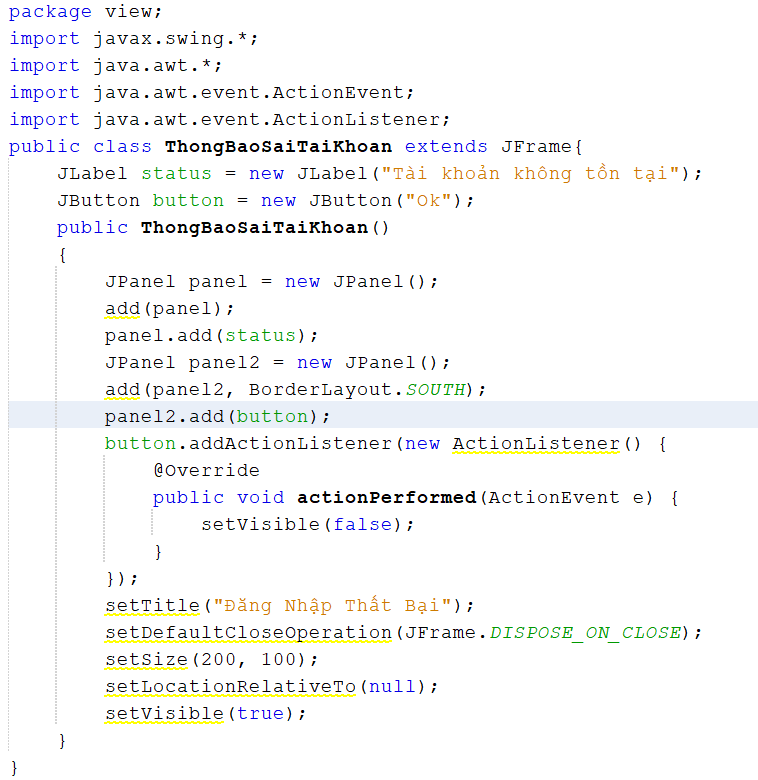 package view;
import javax.swing.*;
import java.awt.*;
import java.awt.event.ActionEvent;
import java.awt.event.ActionListener;
public class ThongBaoSaiTaiKhoan extends JFrame{
    JLabel status = new JLabel("Tài khoản không tồn tại");
    JButton button = new JButton("Ok");
    public ThongBaoSaiTaiKhoan()
    {
        JPanel panel = new JPanel();
        add(panel);
        panel.add(status);
        JPanel panel2 = new JPanel();
        add(panel2, BorderLayout.SOUTH);
        panel2.add(button);
        button.addActionListener(new ActionListener() {
            @Override
            public void actionPerformed(ActionEvent e) {
                setVisible(false);
            }
        });
        setTitle("Đăng Nhập Thất Bại");
        setDefaultCloseOperation(JFrame.DISPOSE_ON_CLOSE);
        setSize(200, 100);
        setLocationRelativeTo(null);
        setVisible(true);
    }
}